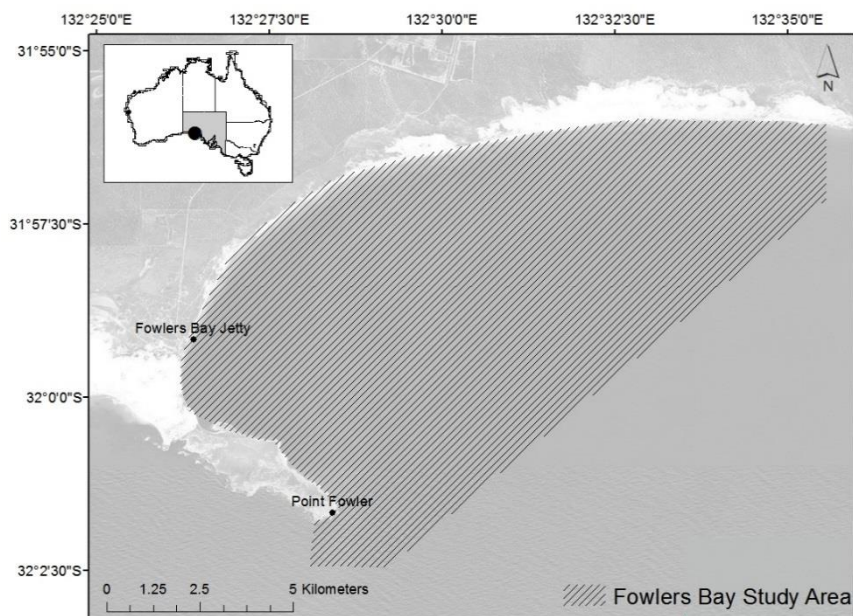 132°25'0"E 132°27'30"E 132°30'0"E 132°32'30"E 132°35'0"E
31°55'0"S
N
31°57'30"S
Fowlers Bay Jetty
32°0'0"S
Point Fowler
32°2'30"S
0 1.25 2.5 5 Kilometers
Fowlers Bay Study Area